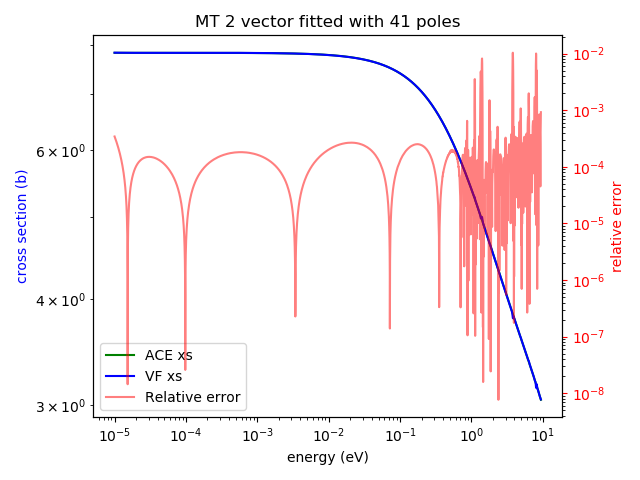 MT 2 vector fitted with 41 poles
cross section (b)
6 × 10⁰
4 × 10⁰
3 × 10⁰
10⁻²
10⁻³
10⁻⁴
10⁻⁵
10⁻⁶
10⁻⁷
10⁻⁸
relative error
ACE xs
VF xs
Relative error
10⁻⁵
10⁻⁴
10⁻³
10⁻²
10⁻¹
10⁰
10¹
energy (eV)